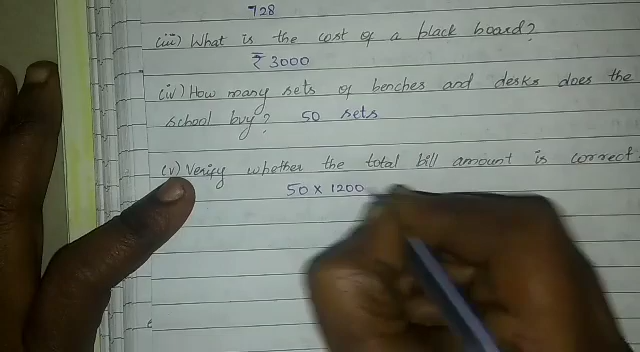 728
(iii) What is the cost of a black board?
₹ 3000
(iv) How many sets of benches and desks does the
school buy? 50 sets
(v) Verify whether the total bill amount is correct
50 x 1200